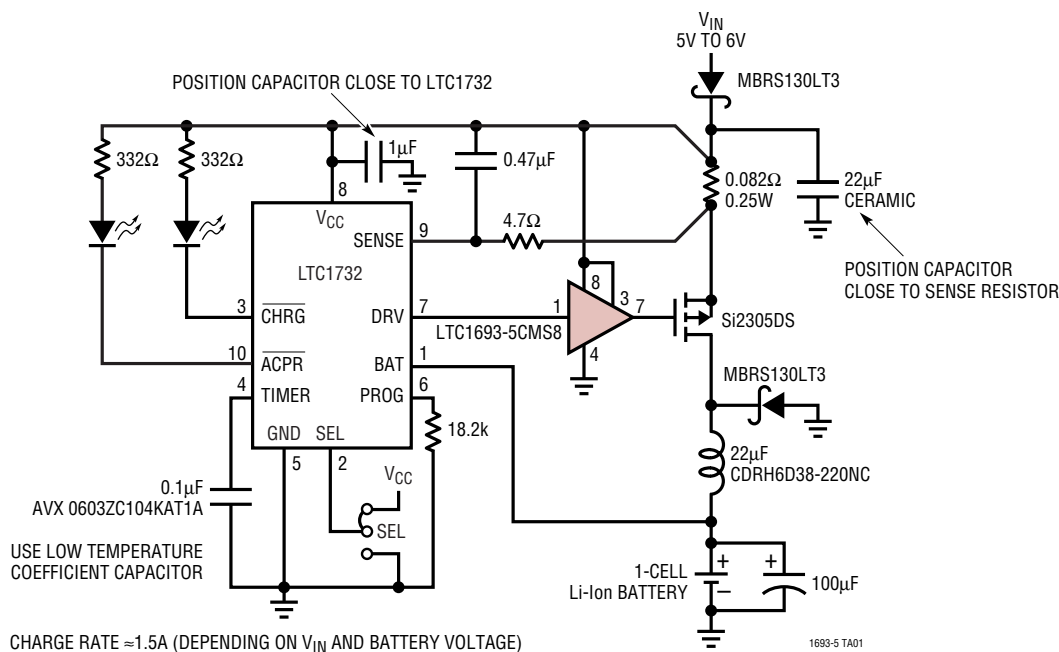 V_IN
5V TO 6V
MBRS130LT3
POSITION CAPACITOR CLOSE TO LTC1732
332Ω
332Ω
1µF
0.47µF
0.082Ω
0.25W
22µF
CERAMIC
8
V_CC
4.7Ω
SENSE
9
LTC1732
POSITION CAPACITOR
CLOSE TO SENSE RESISTOR
8
3
3
CHRG
DRV
7
1
7
Si2305DS
LTC1693-5CMS8
10
ACPR
BAT
1
4
MBRS130LT3
4
TIMER
PROG
6
18.2k
GND
SEL
5
2
22µF
CDRH6D38-220NC
0.1µF
AVX 0603ZC104KAT1A
V_CC
SEL
USE LOW TEMPERATURE
COEFFICIENT CAPACITOR
1-CELL
Li-Ion BATTERY
+
–
+
100µF
CHARGE RATE ≈1.5A (DEPENDING ON V_IN AND BATTERY VOLTAGE)
1693-5 TA01